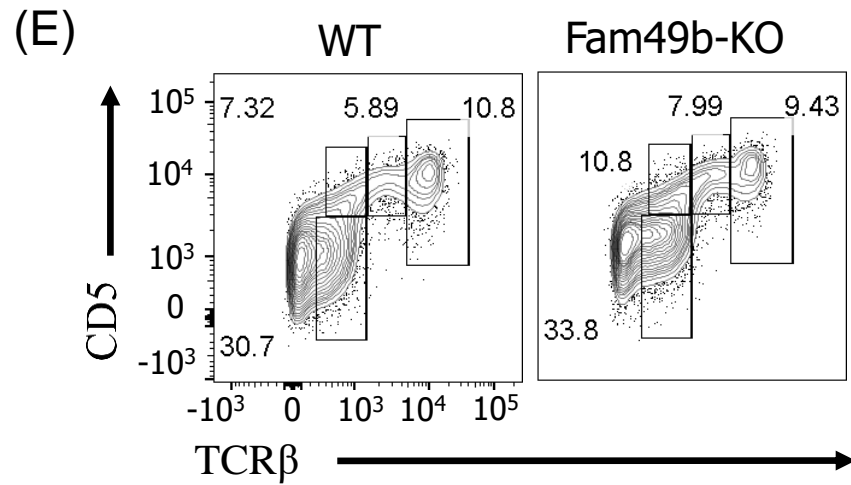 (E)
WT
Fam49b-KO
CD5
10⁵
10⁴
10³
0
-10³
7.32
5.89
10.8
30.7
7.99
9.43
10.8
33.8
-10³ 0 10³ 10⁴ 10⁵
TCRβ